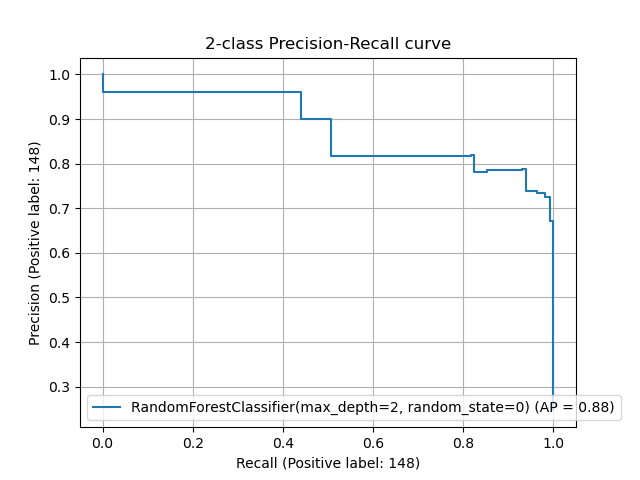 2-class Precision-Recall curve
1.0
0.9
0.8
0.7
0.6
0.5
0.4
0.3
Precision (Positive label: 148)
RandomForestClassifier(max_depth=2, random_state=0) (AP = 0.88)
0.0 0.2 0.4 0.6 0.8 1.0
Recall (Positive label: 148)